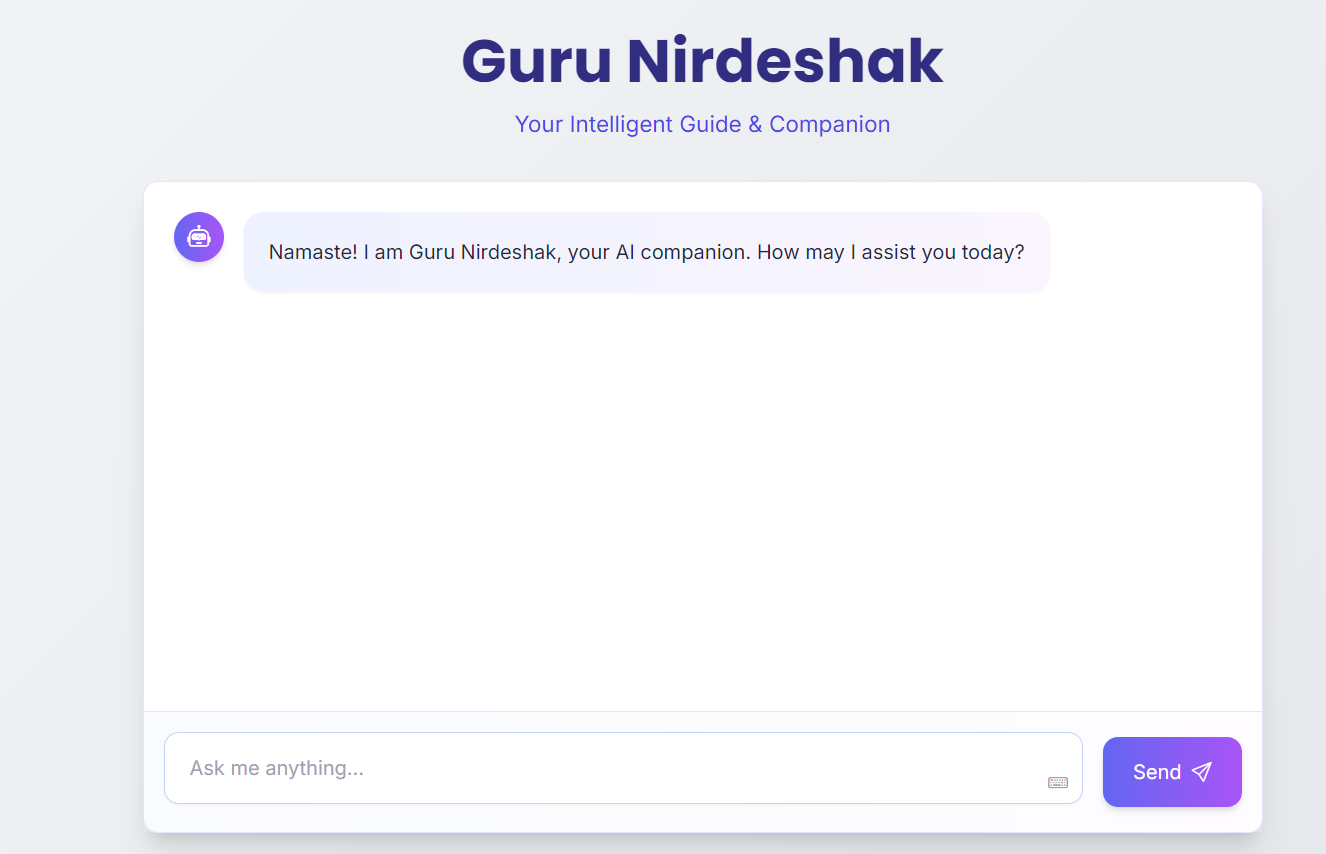 Guru Nirdeshak
Your Intelligent Guide & Companion
Namaste! I am Guru Nirdeshak, your AI companion. How may I assist you today?
Ask me anything...
Send